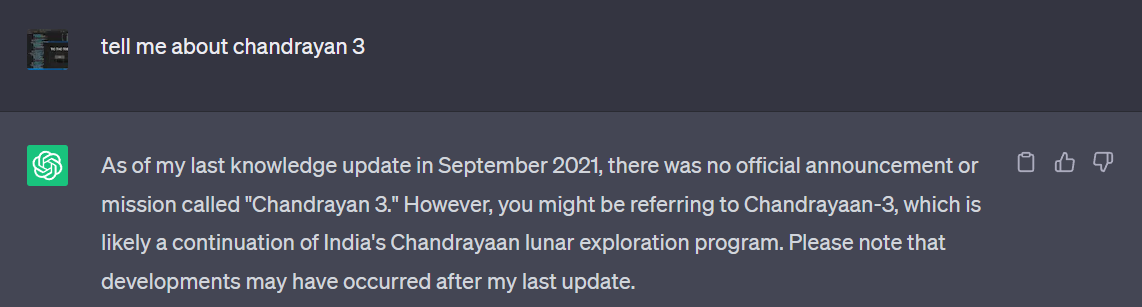 tell me about chandrayan 3
As of my last knowledge update in September 2021, there was no official announcement or
mission called "Chandrayan 3." However, you might be referring to Chandrayaan-3, which is
likely a continuation of India's Chandrayaan lunar exploration program. Please note that
developments may have occurred after my last update.